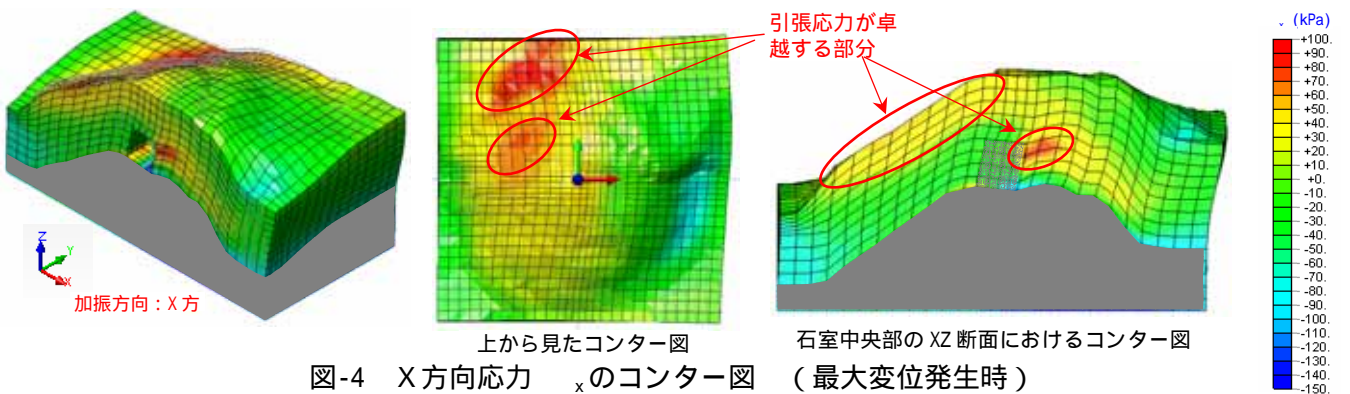 引張応力が卓
越する部分
Z
Y
X
加振方向：X 方
上から見たコンター図
石室中央部の XZ 断面におけるコンター図
図-4 X方向応力 xのコンター図 （最大変位発生時）
(kPa)
+100.
+90.
+80.
+70.
+60.
+50.
+40.
+30.
+20.
+10.
+0.
-10.
-20.
-30.
-40.
-50.
-60.
-70.
-80.
-90.
-100.
-110.
-120.
-130.
-140.
-150.